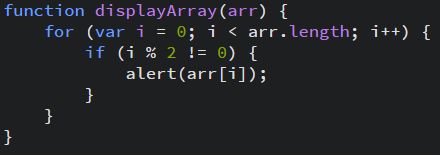 function displayArray(arr) {
    for (var i = 0; i < arr.length; i++) {
        if (i % 2 != 0) {
            alert(arr[i]);
        }
    }
}